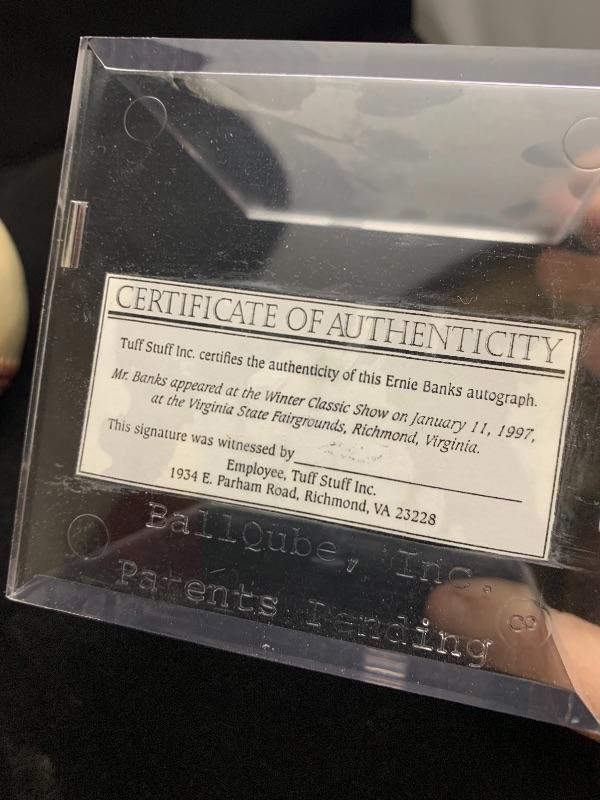 CERTIFICATE OF AUTHENTICITY
Tuff Stuff Inc. certifies the authenticity of this Ernie Banks autograph.
Mr. Banks appeared at the Winter Classic Show on January 11, 1997,
at the Virginia State Fairgrounds, Richmond, Virginia.
This signature was witnessed by
Employee, Tuff Stuff Inc.
1934 E. Parham Road, Richmond, VA 23228
BallQube, Inc.
Patents Pending